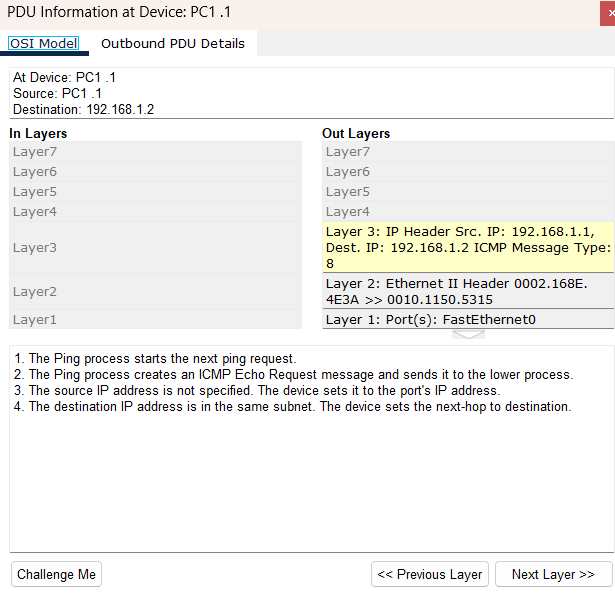 PDU Information at Device: PC1 .1
OSI Model Outbound PDU Details
At Device: PC1 .1
Source: PC1 .1
Destination: 192.168.1.2
In Layers
Layer7
Layer6
Layer5
Layer4
Layer3
Layer2
Layer1
Out Layers
Layer7
Layer6
Layer5
Layer4
Layer 3: IP Header Src. IP: 192.168.1.1,
Dest. IP: 192.168.1.2 ICMP Message Type:
8
Layer 2: Ethernet II Header 0002.168E.
4E3A >> 0010.1150.5315
Layer 1: Port(s): FastEthernet0
1. The Ping process starts the next ping request.
2. The Ping process creates an ICMP Echo Request message and sends it to the lower process.
3. The source IP address is not specified. The device sets it to the port's IP address.
4. The destination IP address is in the same subnet. The device sets the next-hop to destination.
Challenge Me
<< Previous Layer
Next Layer >>